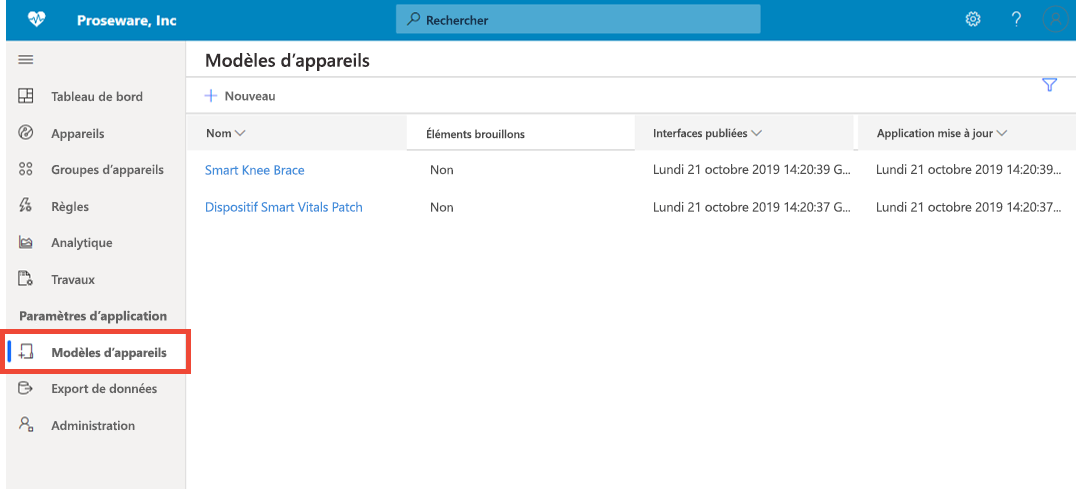 Proseware, Inc
Rechercher
?
Modèles d’appareils
Nouveau
Tableau de bord
Appareils
Groupes d’appareils
Règles
Analytique
Travaux
Paramètres d’application
Modèles d’appareils
Export de données
Administration
Nom Éléments brouillons Interfaces publiées Application mise à jour
Smart Knee Brace Non Lundi 21 octobre 2019 14:20:39 G... Lundi 21 octobre 2019 14:20:39...
Dispositif Smart Vitals Patch Non Lundi 21 octobre 2019 14:20:37 G... Lundi 21 octobre 2019 14:20:37...